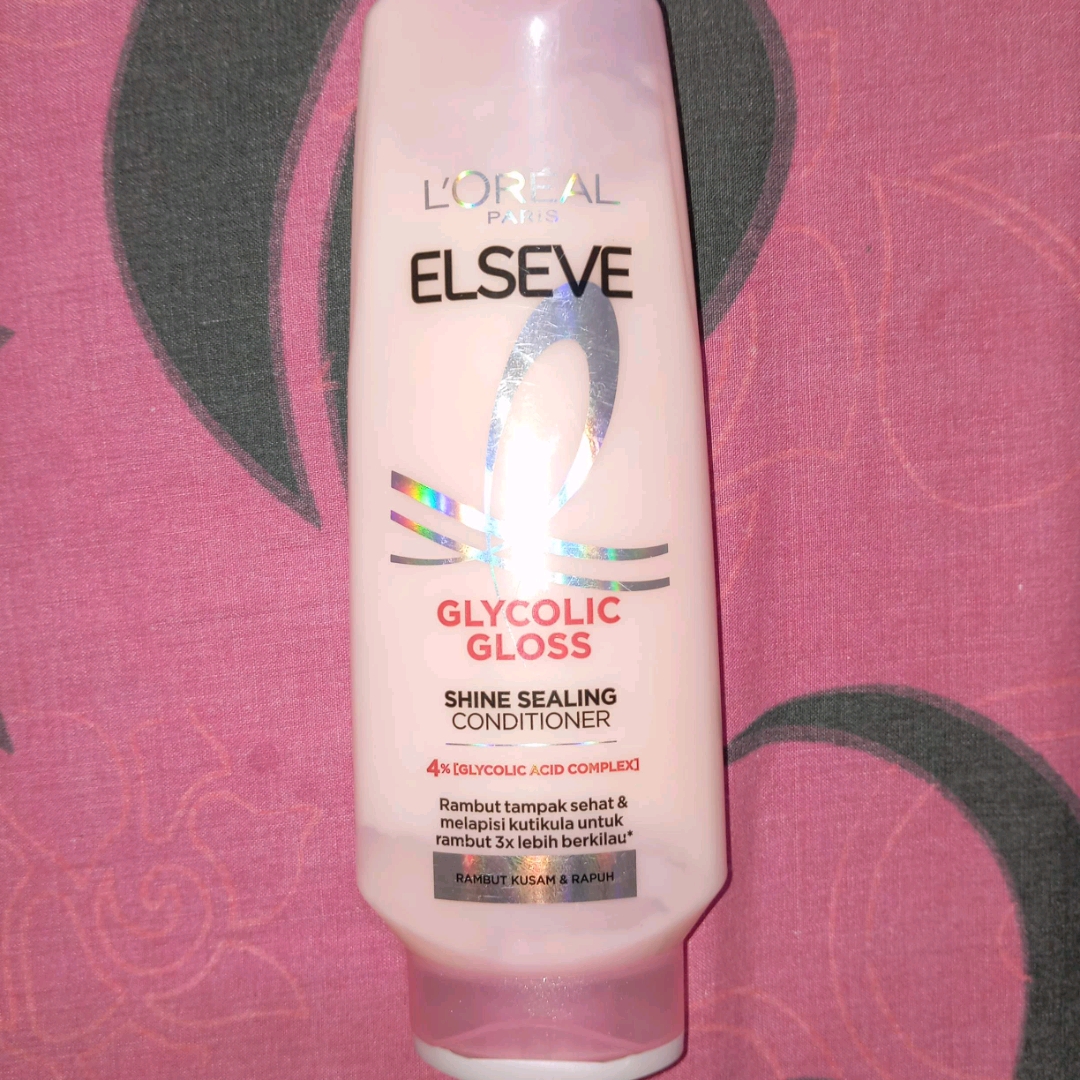 L'ORÉAL
PARIS
ELSEVE
GLYCOLIC
GLOSS
SHINE SEALING
CONDITIONER
4% [GLYCOLIC ACID COMPLEX]
Rambut tampak sehat &
melapisi kutikula untuk
rambut 3x lebih berkilau*
RAMBUT KUSAM & RAPUH